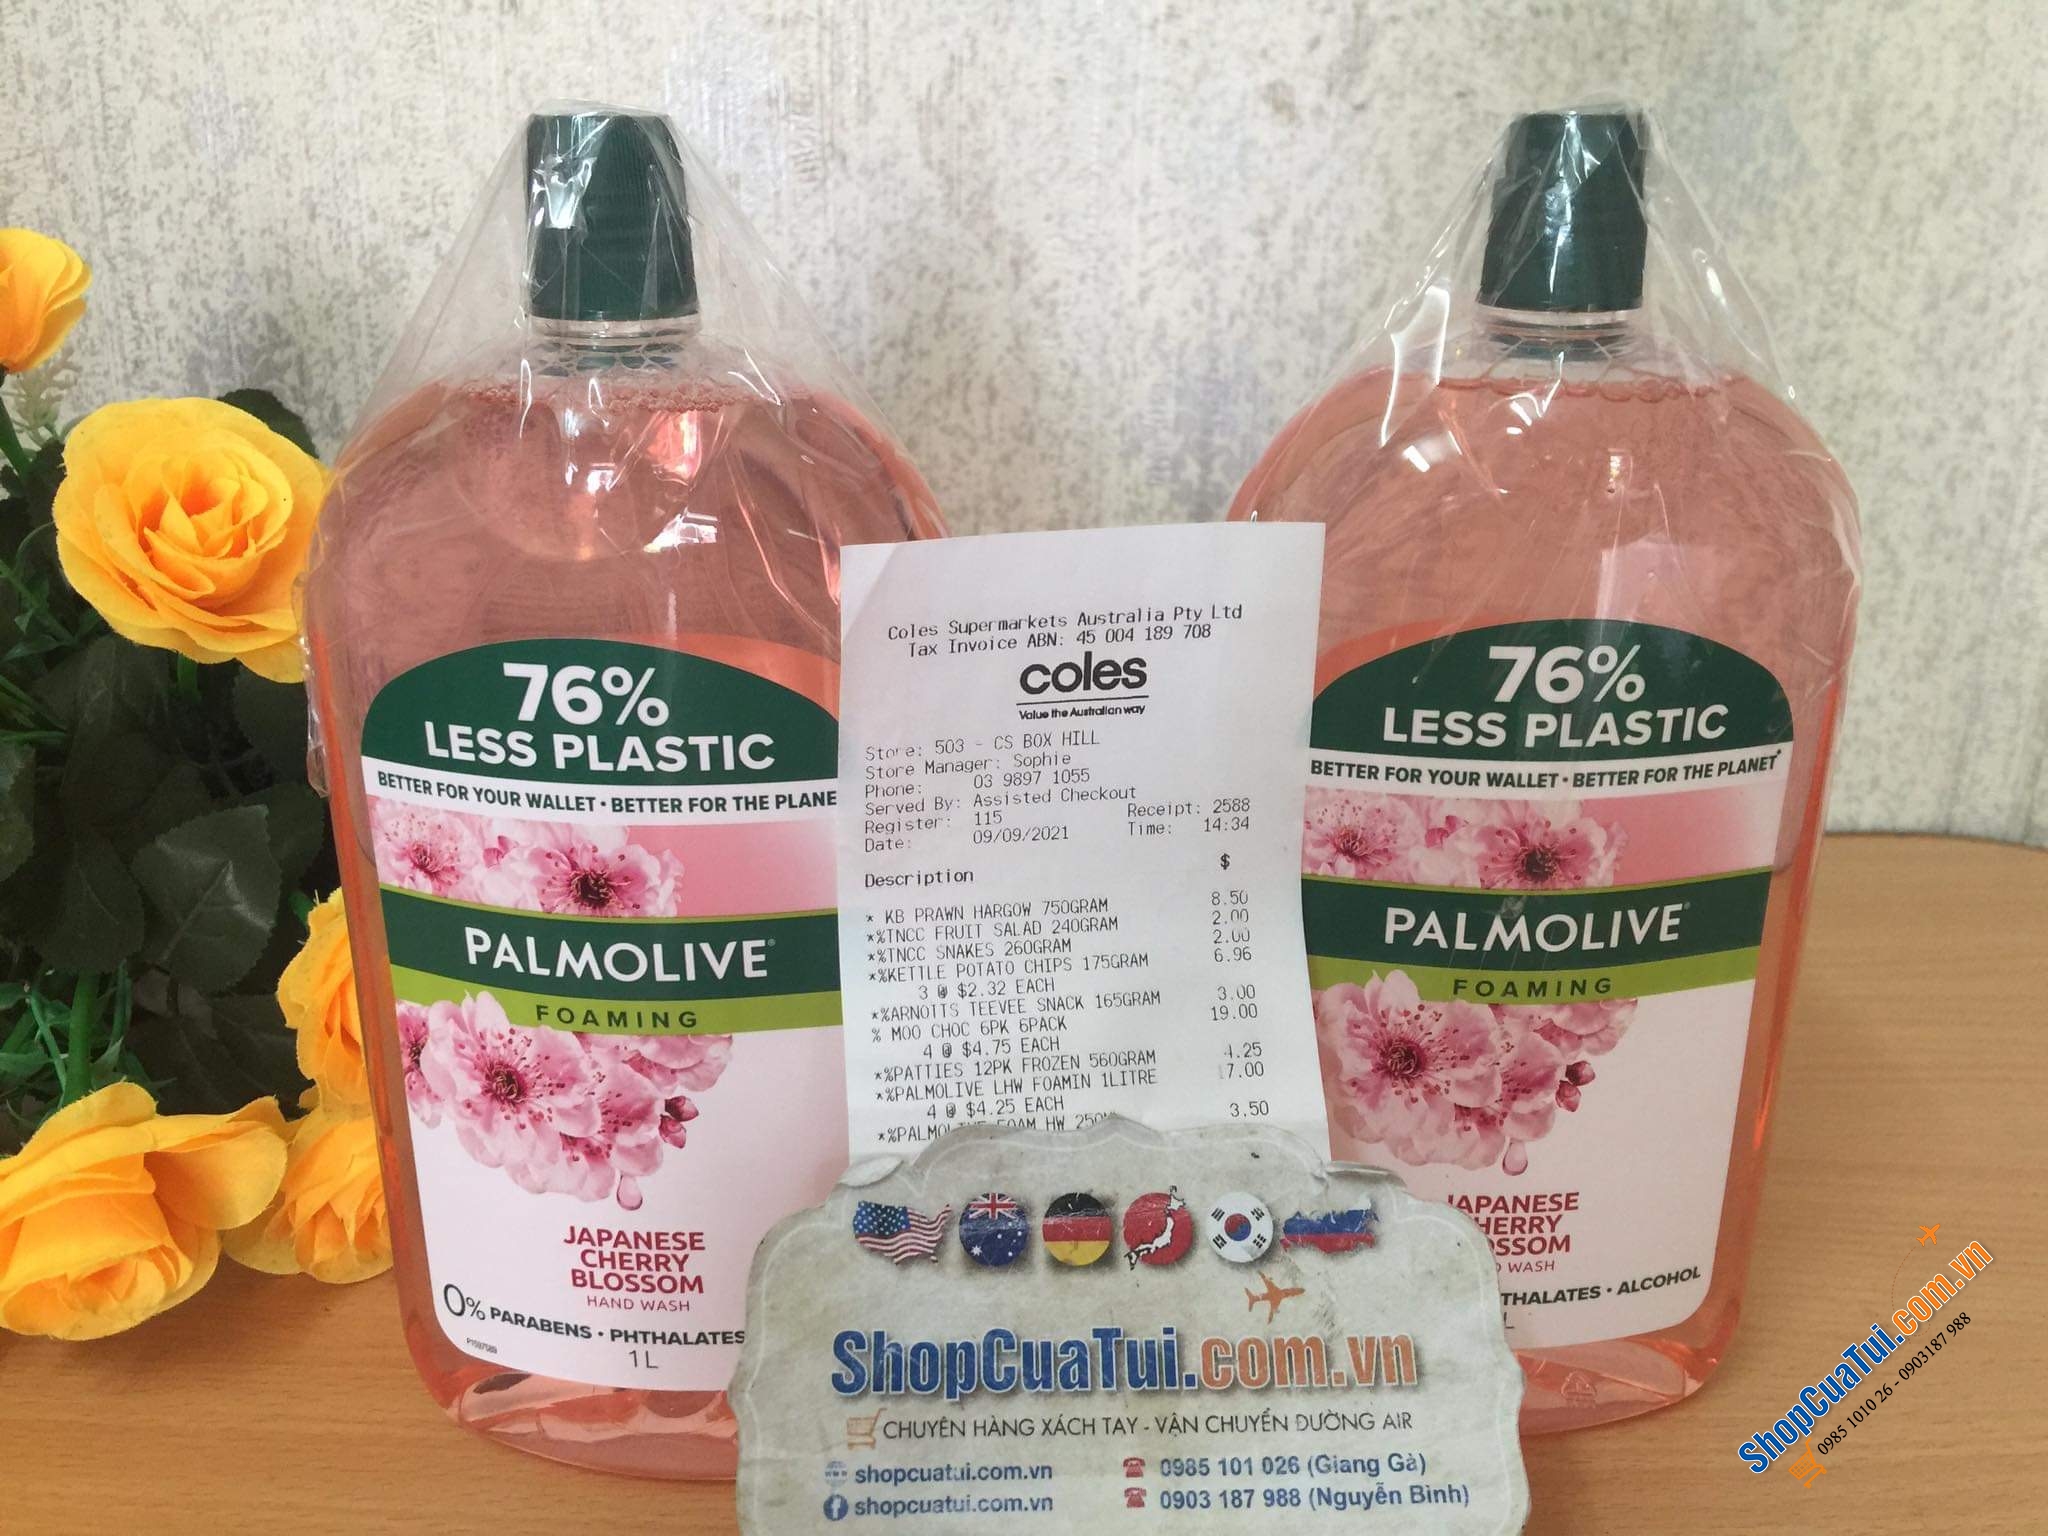 76%
LESS PLASTIC
BETTER FOR YOUR WALLET • BETTER FOR THE PLANE
PALMOLIVE
FOAMING
JAPANESE
CHERRY
BLOSSOM
HAND WASH
0% PARABENS • PHTHALATES
1 L
Coles Supermarkets Australia Pty Ltd
Tax Invoice ABN: 45 004 189 708
coles
Value the Australian way
Store: 503 - CS BOX HILL
Store Manager: Sophie
Phone: 03 9897 1055
Served By: Assisted Checkout
Register: 115 Receipt: 2588
Date: 09/09/2021 Time: 14:34
Description $
* KB PRAWN HARGOW 750GRAM 8.50
*%TNCC FRUIT SALAD 240GRAM 2.00
*%TNCC SNAKES 260GRAM 2.00
*%KETTLE POTATO CHIPS 175GRAM 6.96
3 @ $2.32 EACH
*%ARNOTTS TEEVEE SNACK 165GRAM 3.00
% MOO CHOC 6PK 6PACK 19.00
4 @ $4.75 EACH
*%PATTIES 12PK FROZEN 560GRAM 4.25
*%PALMOLIVE LHW FOAMIN 1LITRE 17.00
4 @ $4.25 EACH
*%PALMOLIVE FOAM HW 250M 3.50
76%
LESS PLASTIC
BETTER FOR YOUR WALLET • BETTER FOR THE PLANET*
PALMOLIVE
FOAMING
JAPANESE
HERRY
OSSOM
WASH
THALATES • ALCOHOL
L
ShopCuaTui.com.vn
CHUYÊN HÀNG XÁCH TAY - VẬN CHUYỂN ĐƯỜNG AIR
shopcuatui.com.vn 0985 101 026 (Giang Gà)
shopcuatui.com.vn 0903 187 988 (Nguyễn Bình)
ShopCuaTui.com.vn
0985 1010 26 - 0903187 988